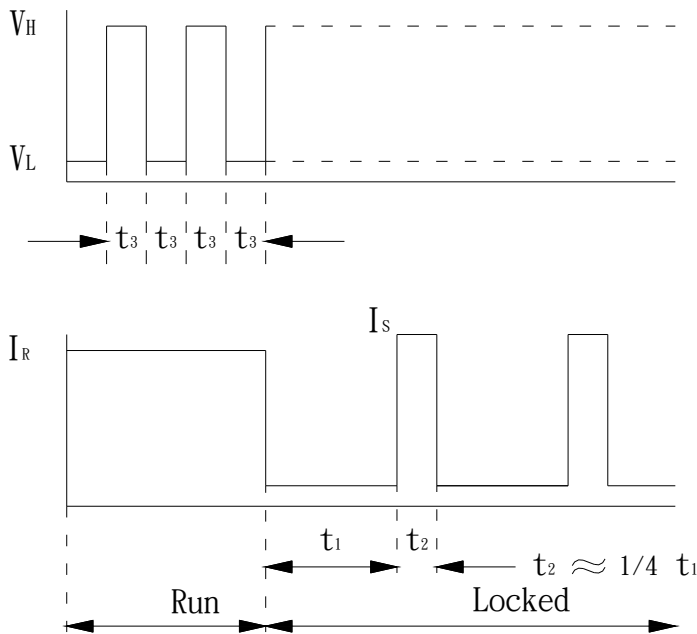 VH
VL
t3 t3 t3 t3
IS
IR
t1 t2 t2 ≈ 1/4 t1
Run Locked